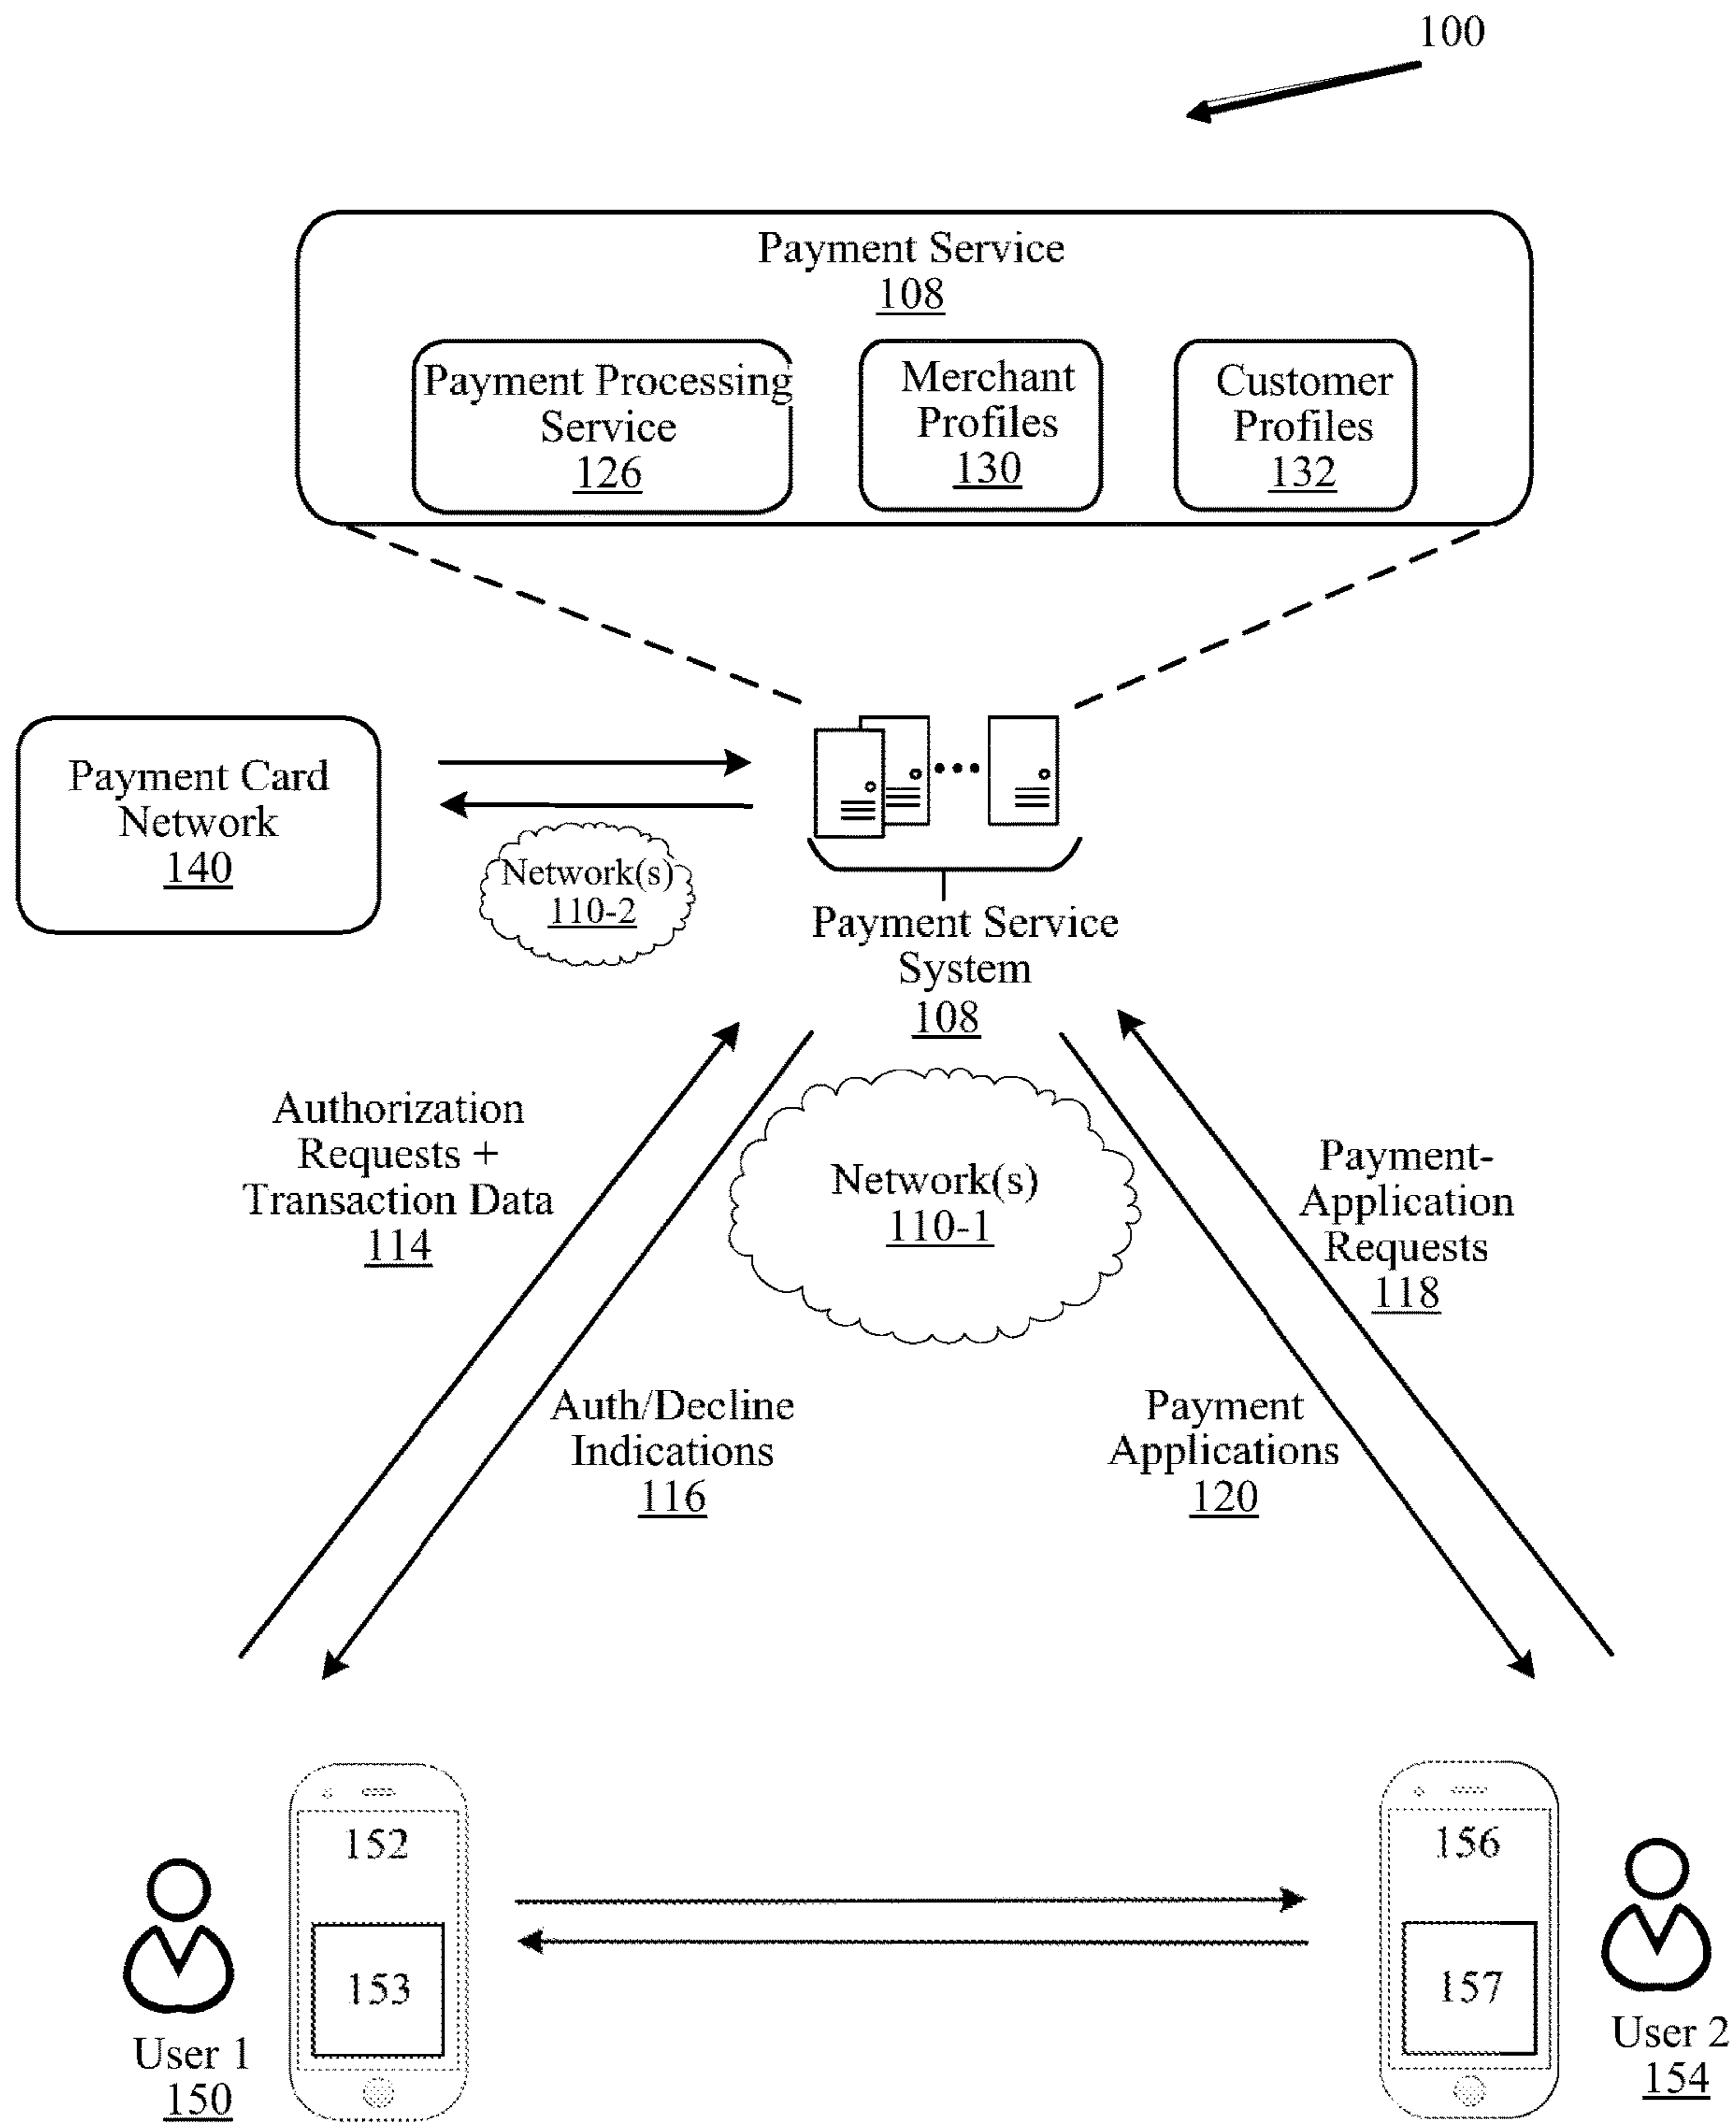 100
Payment Service
108
Payment Processing
Service
126
Merchant
Profiles
130
Customer
Profiles
132
Payment Card
Network
140
Network(s)
110-2
Payment Service
System
108
Authorization
Requests +
Transaction Data
114
Network(s)
110-1
Payment-
Application
Requests
118
Auth/Decline
Indications
116
Payment
Applications
120
152
153
User 1
150
156
157
User 2
154